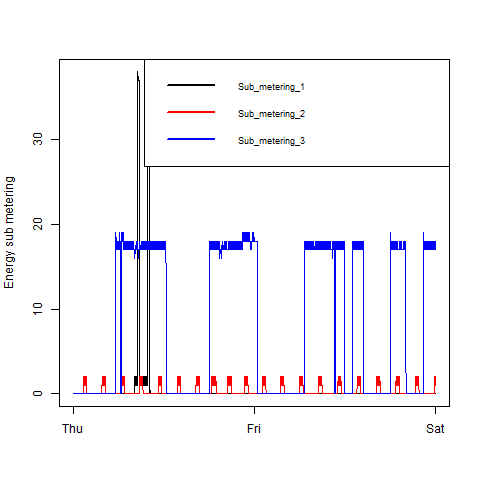 Sub_metering_1
Sub_metering_2
Sub_metering_3
Energy sub metering
30
20
10
0
Thu Fri Sat